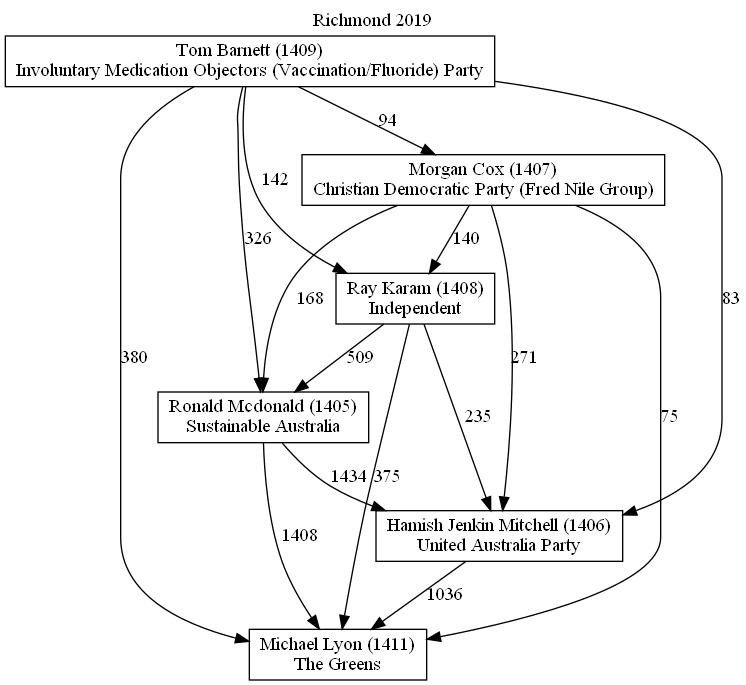 Richmond 2019
Tom Barnett (1409)
Involuntary Medication Objectors (Vaccination/Fluoride) Party
94
Morgan Cox (1407)
Christian Democratic Party (Fred Nile Group)
142
326
140
168
83
Ray Karam (1408)
Independent
380
509
271
235
75
Ronald Mcdonald (1405)
Sustainable Australia
1434
375
1408
Hamish Jenkin Mitchell (1406)
United Australia Party
1036
Michael Lyon (1411)
The Greens